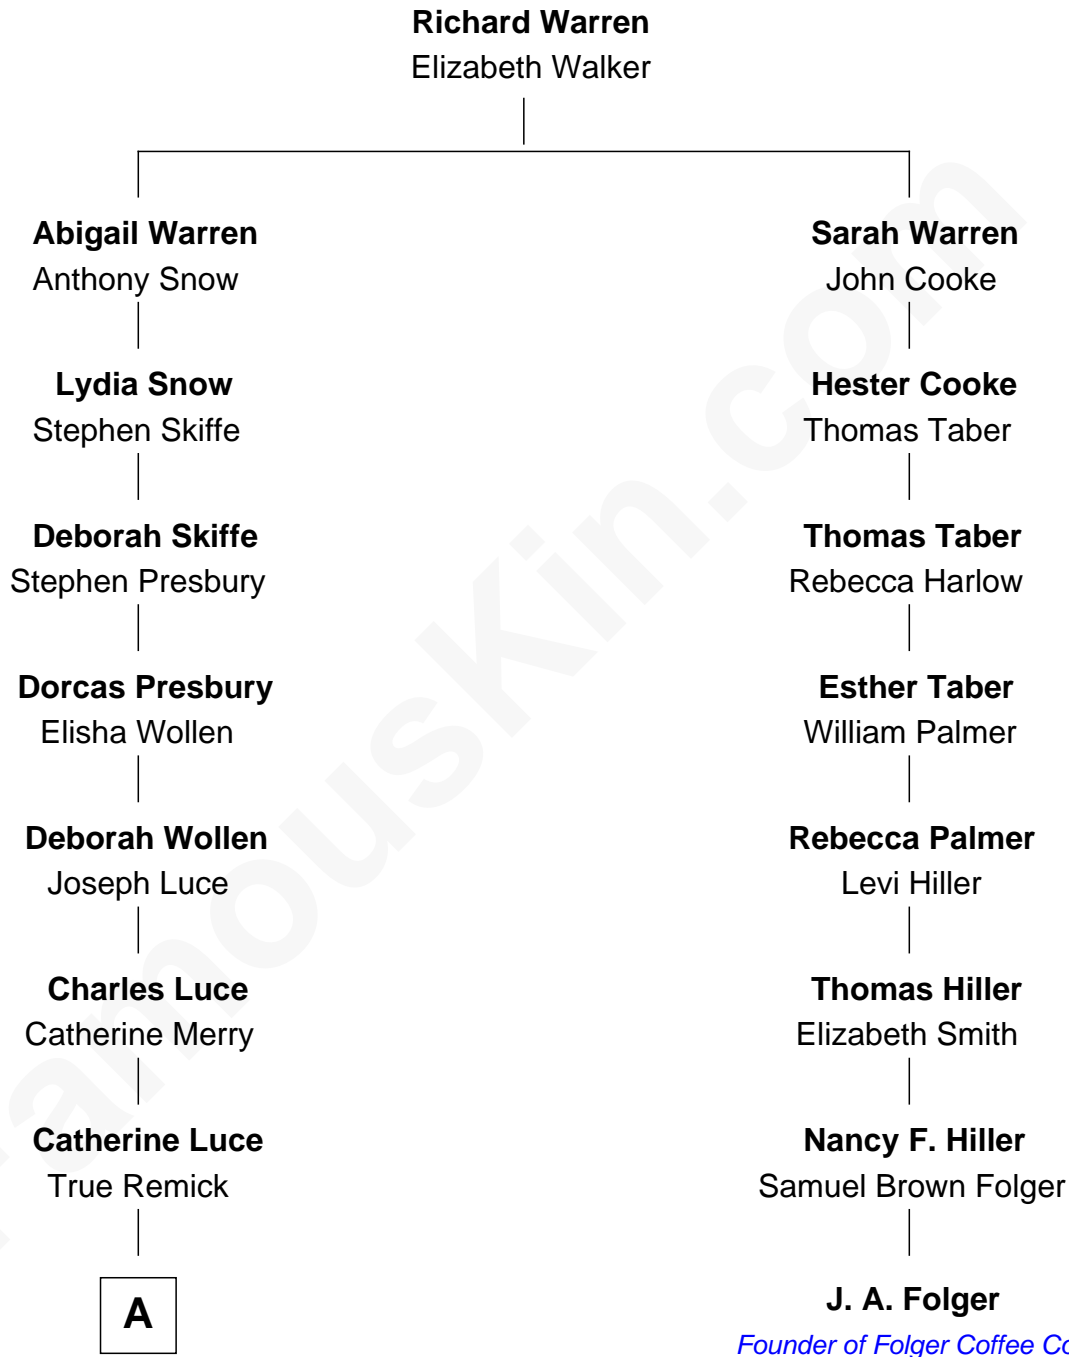 Richard Warren
Elizabeth Walker
Abigail Warren
Anthony Snow
Sarah Warren
John Cooke
Lydia Snow
Stephen Skiffe
Hester Cooke
Thomas Taber
Deborah Skiffe
Stephen Presbury
Thomas Taber
Rebecca Harlow
Dorcas Presbury
Elisha Wollen
Esther Taber
William Palmer
Deborah Wollen
Joseph Luce
Rebecca Palmer
Levi Hiller
Charles Luce
Catherine Merry
Thomas Hiller
Elizabeth Smith
Catherine Luce
True Remick
Nancy F. Hiller
Samuel Brown Folger
A
J. A. Folger
Founder of Folger Coffee Co
FamousKin.com